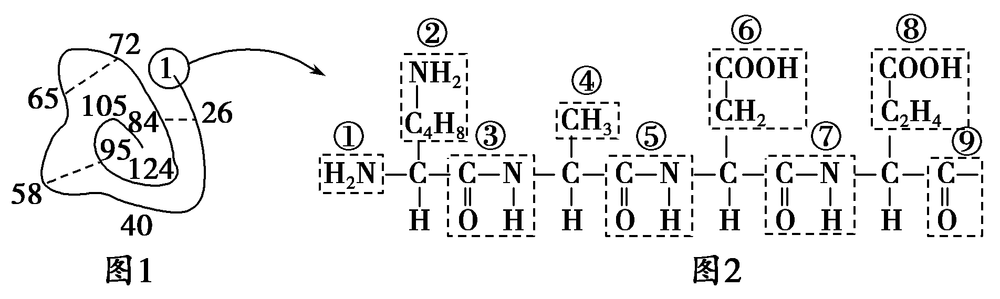 72
1
65
105
84
26
95
124
58
40
图1
② ⑥ ⑧
NH₂ COOH COOH
④
C₄H₈ CH₃ CH₂ C₂H₄
① ③ ⑤ ⑦ ⑨
H₂N—C—C—N—C—C—N—C—C—N—C—C—
H O H H O H H O H H O
图2